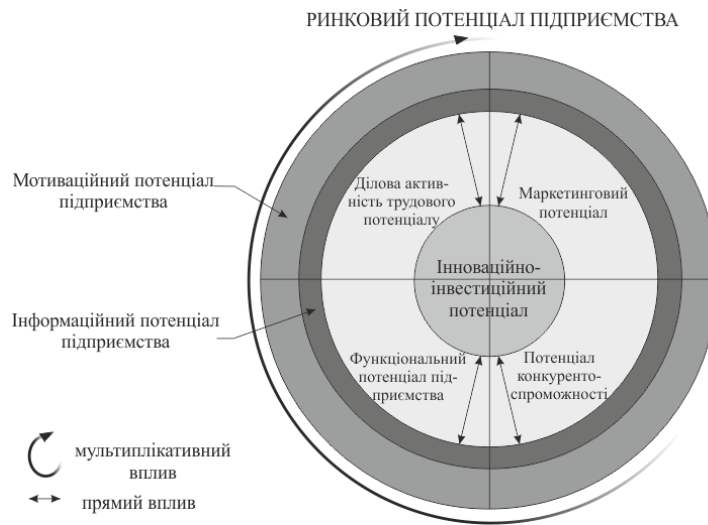 РИНКОВИЙ ПОТЕНЦІАЛ ПІДПРИЄМСТВА
Мотиваційний потенціал
підприємства
Ділова актив-
ність трудового
потенціалу
Маркетинговий
потенціал
Інноваційно-
інвестиційний
потенціал
Інформаційний потенціал
підприємства
Функціональний
потенціал під-
приємства
Потенціал
конкуренто-
спроможності
мультиплікативний
вплив
прямий вплив